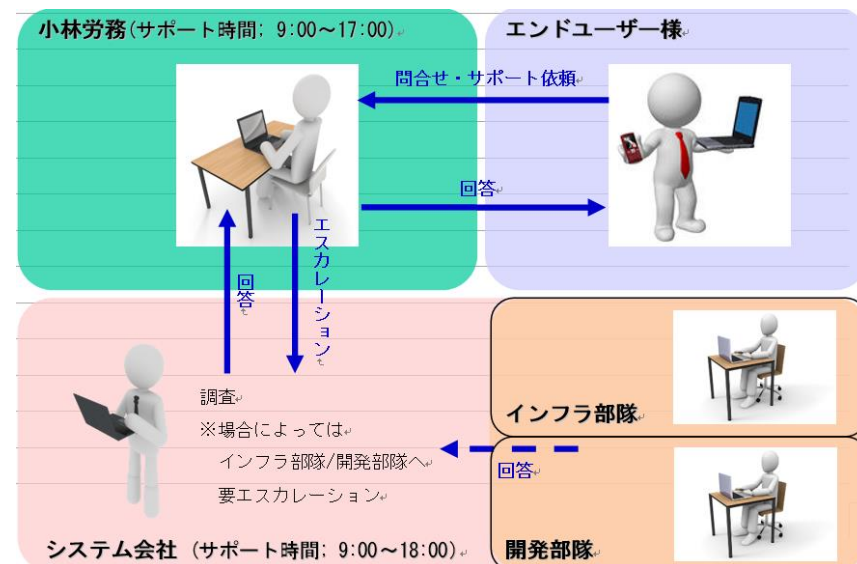 小林労務(サポート時間; 9:00～17:00)
エンドユーザー様
問合せ・サポート依頼
回答
エスカレーション
回答
調査
※場合によっては
インフラ部隊/開発部隊へ
要エスカレーション
インフラ部隊
回答
システム会社 (サポート時間; 9:00～18:00)
開発部隊